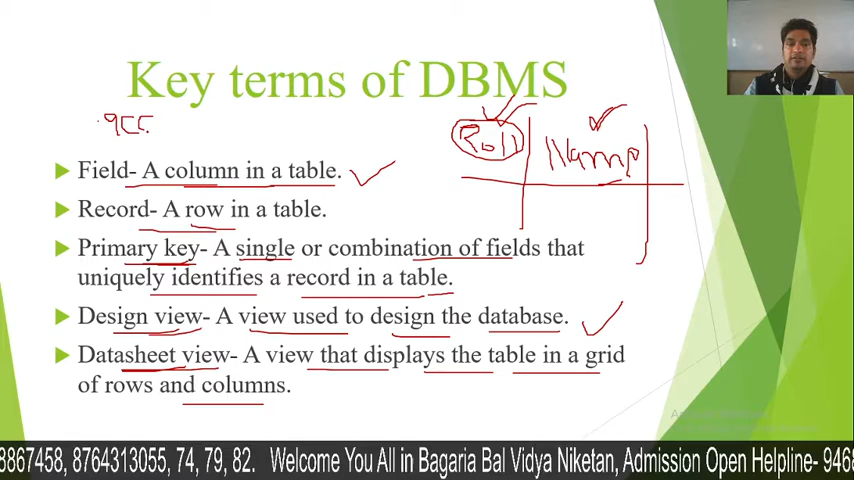 Key terms of DBMS
Roll Name
Field- A column in a table.
Record- A row in a table.
Primary key- A single or combination of fields that
uniquely identifies a record in a table.
Design view- A view used to design the database.
Datasheet view- A view that displays the table in a grid
of rows and columns.
8867458, 8764313055, 74, 79, 82. Welcome You All in Bagaria Bal Vidya Niketan, Admission Open Helpline- 9468